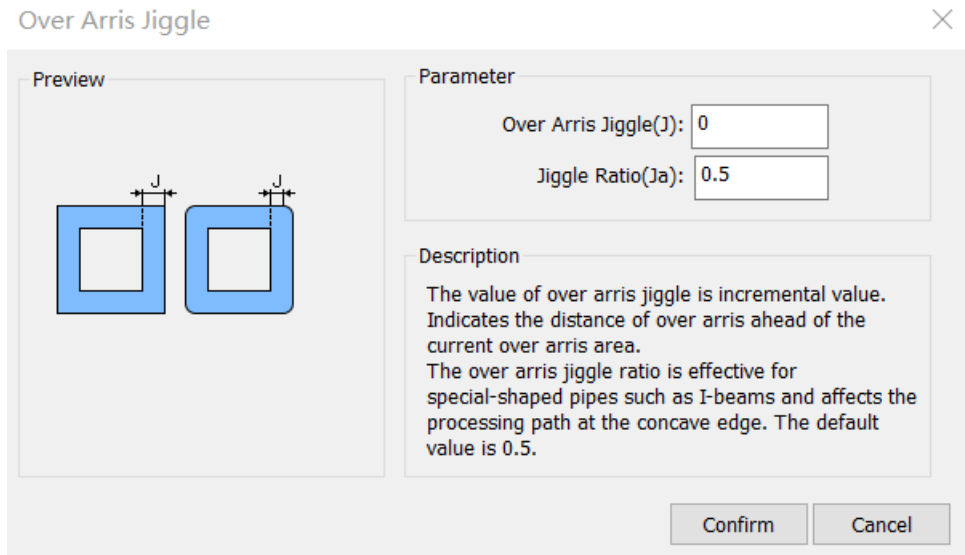 Over Arris Jiggle
Preview
J
J
Parameter
Over Arris Jiggle(J): 0
Jiggle Ratio(Ja): 0.5
Description
The value of over arris jiggle is incremental value.
Indicates the distance of over arris ahead of the
current over arris area.
The over arris jiggle ratio is effective for
special-shaped pipes such as I-beams and affects the
processing path at the concave edge. The default
value is 0.5.
Confirm
Cancel